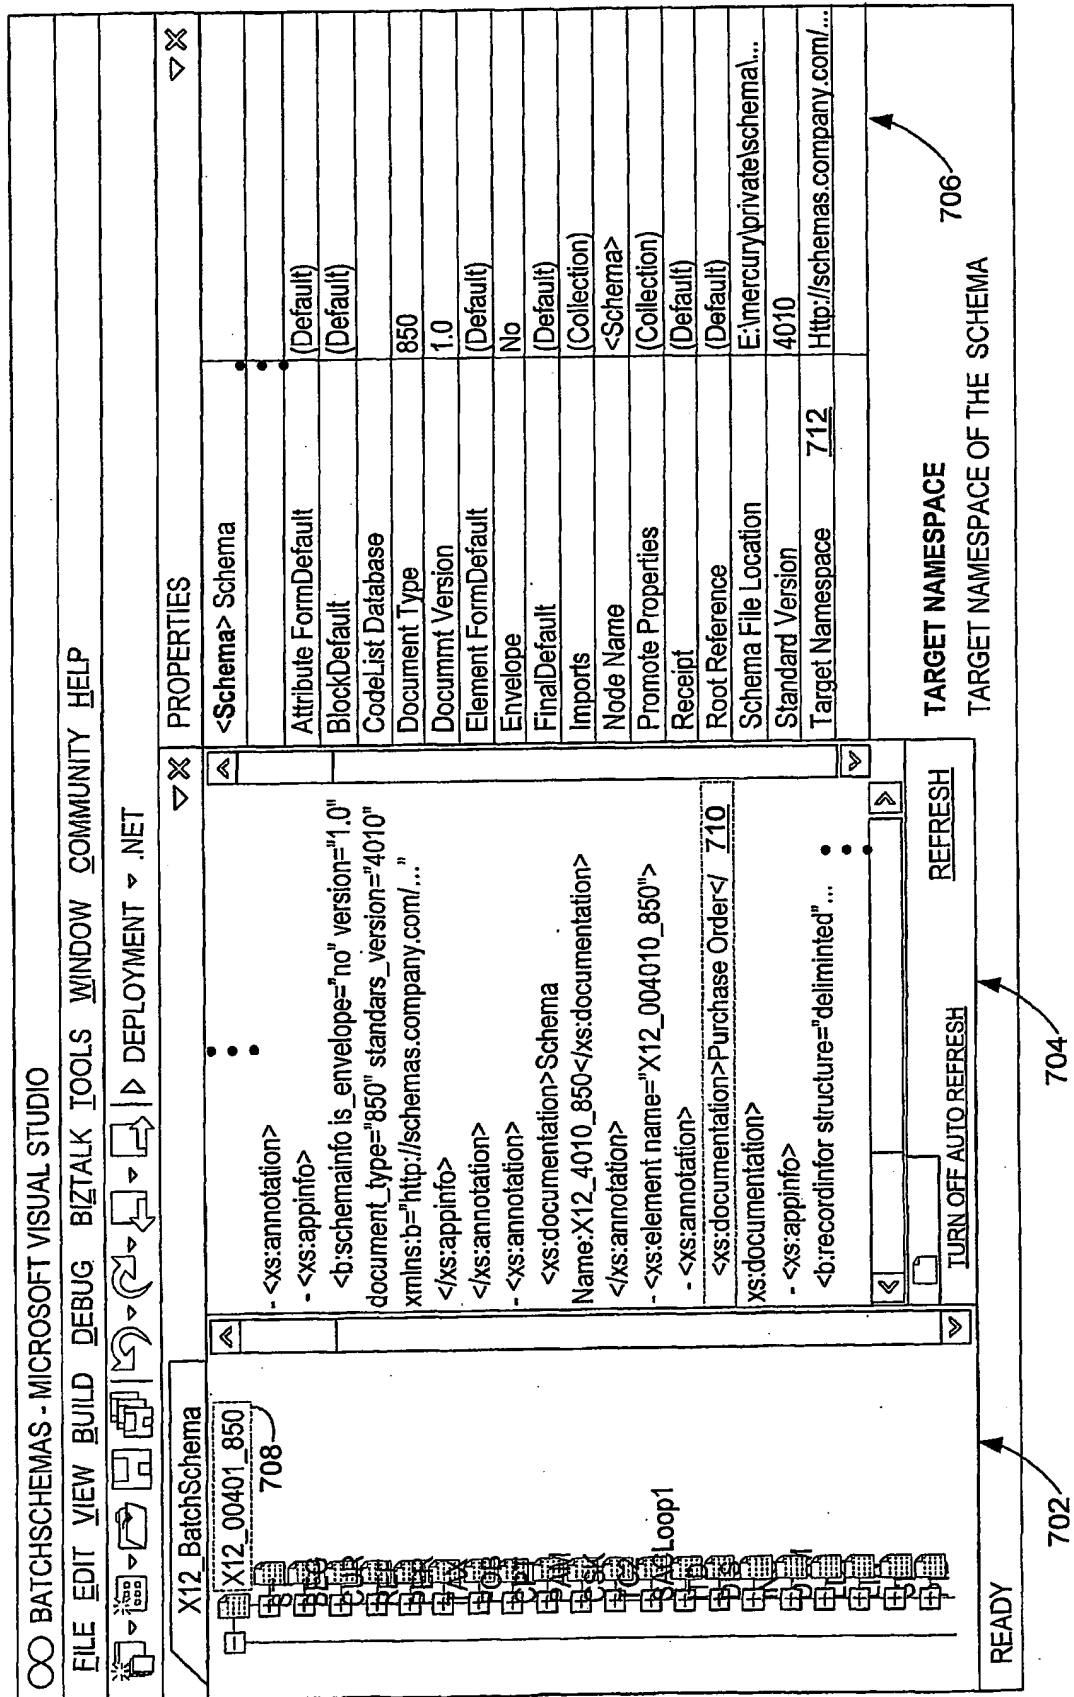 BATCHSCHEMAS - MICROSOFT VISUAL STUDIO
FILE EDIT VIEW BUILD DEBUG BIZTALK TOOLS WINDOW COMMUNITY HELP
DEPLOYMENT .NET
X12_BatchSchema
X12_00401_850
708
SACLoop1
- <xs:annotation>
- <xs:appinfo>
<b:schemainfo is_envelope="no" version="1.0"
document_type="850" standars_version="4010"
xmlns:b="http://schemas.company.com/..."
</xs:appinfo>
</xs:annotation>
- <xs:annotation>
<xs:documentation>Schema
Name:X12_4010_850</xs:documentation>
</xs:annotation>
- <xs:element name="X12_004010_850">
- <xs:annotation>
<xs:documentation>Purchase Order</ 710
xs:documentation>
- <xs:appinfo>
<b:recordinfor structure="deliminted"...
TURN OFF AUTO REFRESH REFRESH
PROPERTIES
<Schema> Schema
Attribute FormDefault (Default)
BlockDefault (Default)
CodeList Database
Document Type 850
Docummt Version 1.0
Element FormDefault (Default)
Envelope No
FinalDefault (Default)
Imports (Collection)
Node Name <Schema>
Promote Properties (Collection)
Receipt (Default)
Root Reference (Default)
Schema File Location E:\mercury\private\schema\...
Standard Version 4010
Target Namespace 712 Http://schemas.company.com/...
TARGET NAMESPACE
TARGET NAMESPACE OF THE SCHEMA
READY
702
704
706